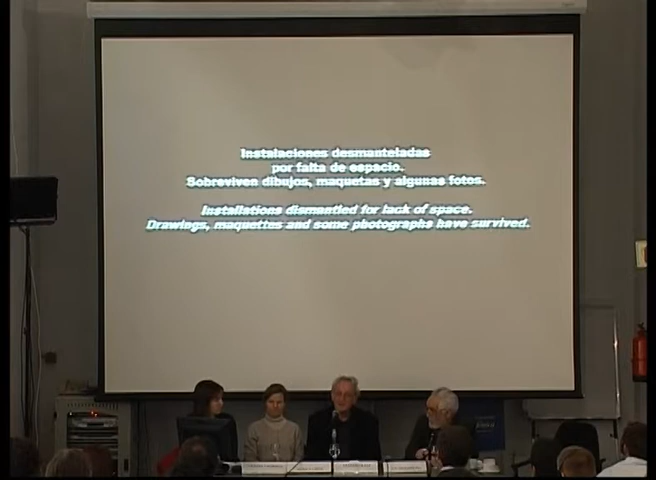 Instalaciones desmanteladas
por falta de espacio.
Sobreviven dibujos, maquetas y algunas fotos.
Installations dismantled for lack of space.
Drawings, maquettes and some photographs have survived.